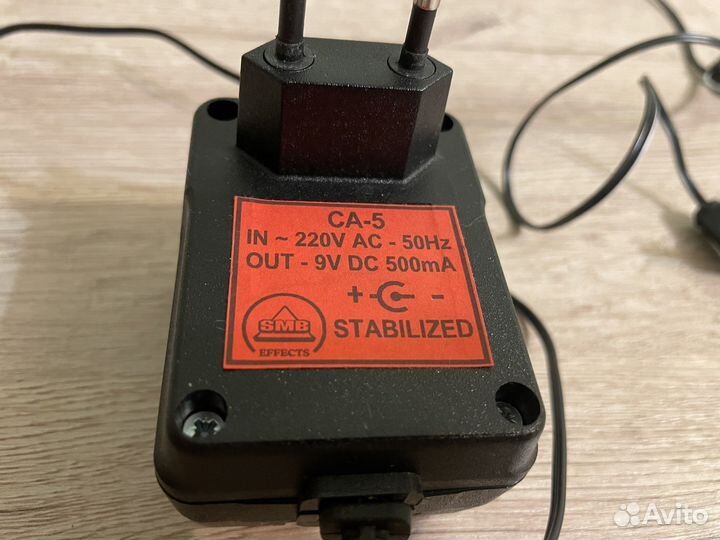 CA-5
IN ~ 220V AC - 50Hz
OUT - 9V DC 500mA
+ -
SMB
EFFECTS
STABILIZED
Avito